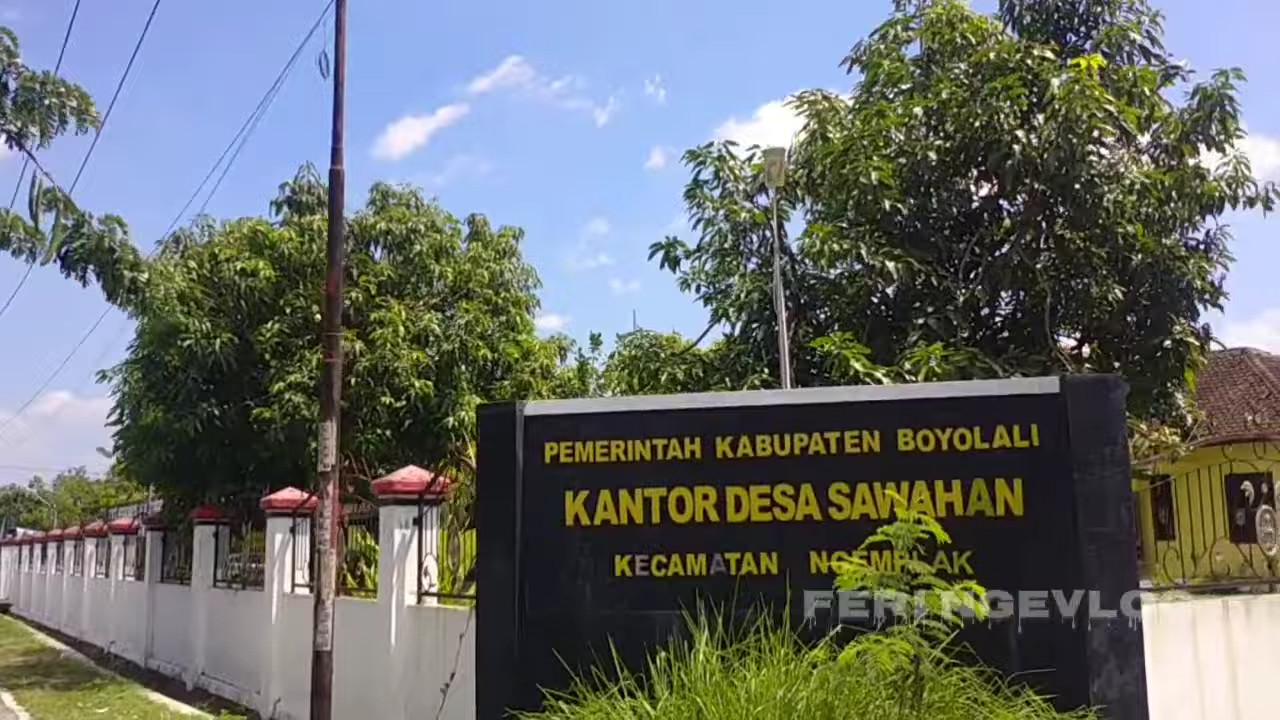 PEMERINTAH KABUPATEN BOYOLALI
KANTOR DESA SAWAHAN
KECAMATAN NGEMPLAK
FERINGEVLOG